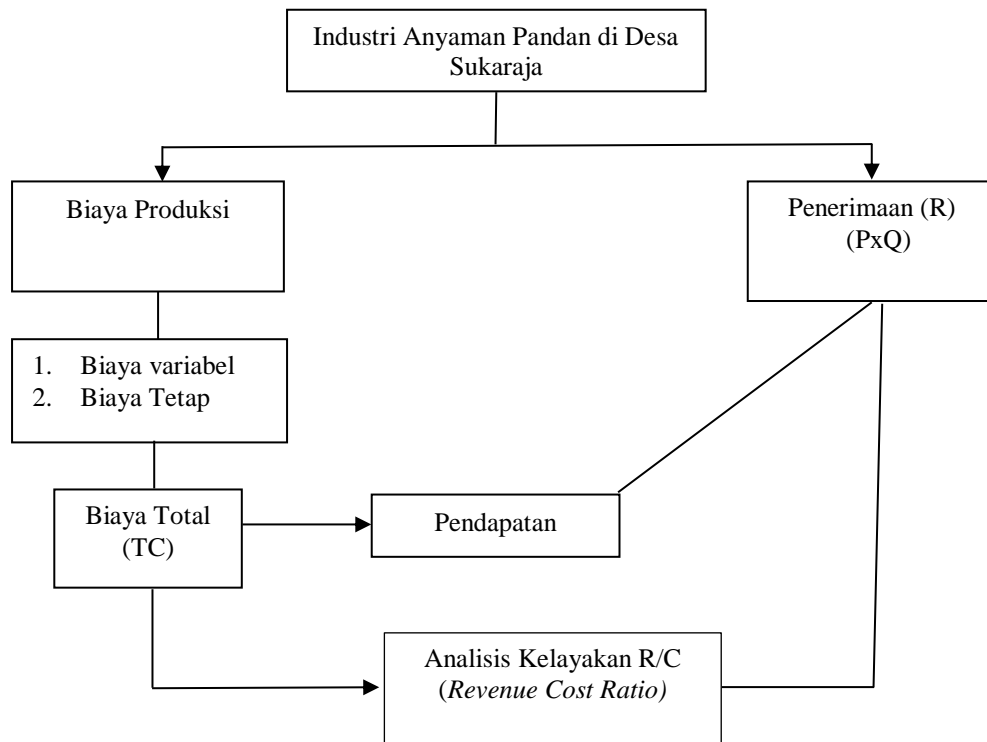 Industri Anyaman Pandan di Desa
Sukaraja
Biaya Produksi
Penerimaan (R)
(PxQ)
1. Biaya variabel
2. Biaya Tetap
Biaya Total
(TC)
Pendapatan
Analisis Kelayakan R/C
(Revenue Cost Ratio)